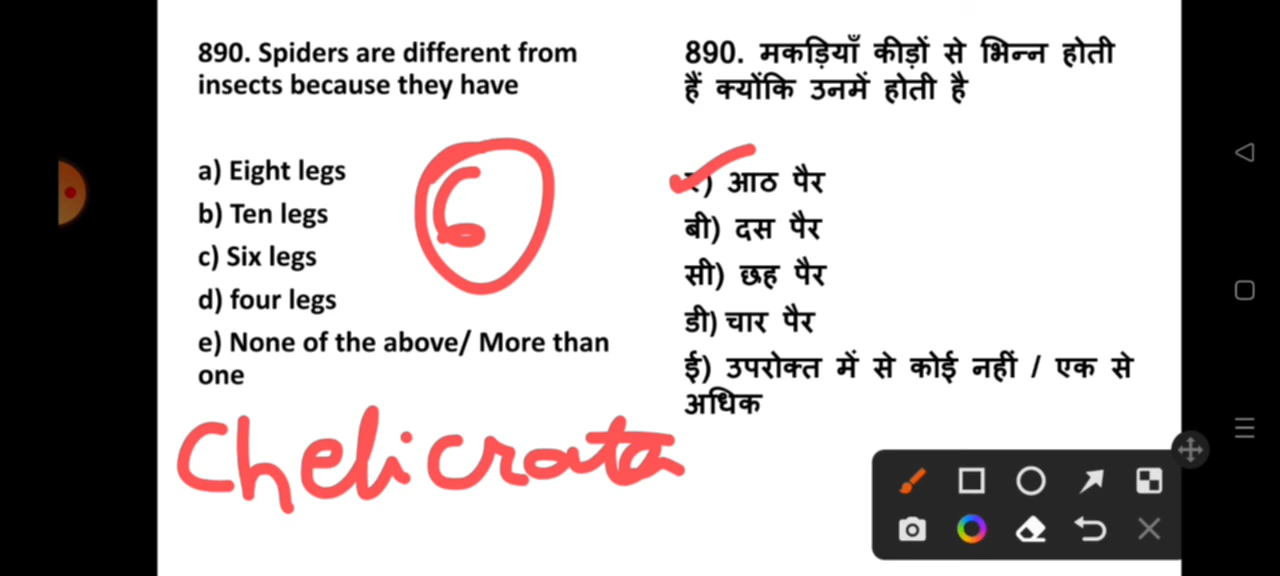 890. Spiders are different from
insects because they have
a) Eight legs
b) Ten legs
c) Six legs
d) four legs
e) None of the above/ More than
one
6
Chelicrata
890. मकड़ियाँ कीड़ों से भिन्न होती
हैं क्योंकि उनमें होती है
ए) आठ पैर
बी) दस पैर
सी) छह पैर
डी) चार पैर
ई) उपरोक्त में से कोई नहीं / एक से
अधिक